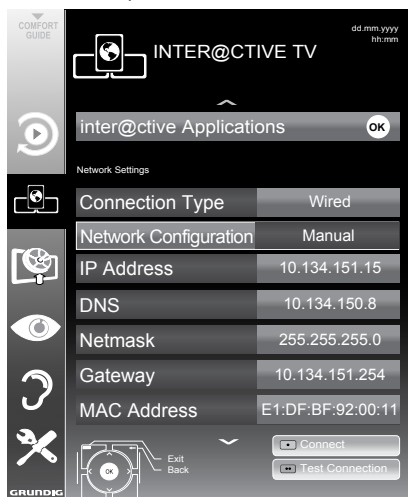 COMFORT
GUIDE
dd.mm.yyyy
hh:mm
INTER@CTIVE TV
inter@ctive Applications OK
Network Settings
Connection Type Wired
Network Configuration Manual
IP Address 10.134.151.15
DNS 10.134.150.8
Netmask 255.255.255.0
Gateway 10.134.151.254
MAC Address E1:DF:BF:92:00:11
Exit
Back
OK
Connect
Test Connection
GRUNDIG